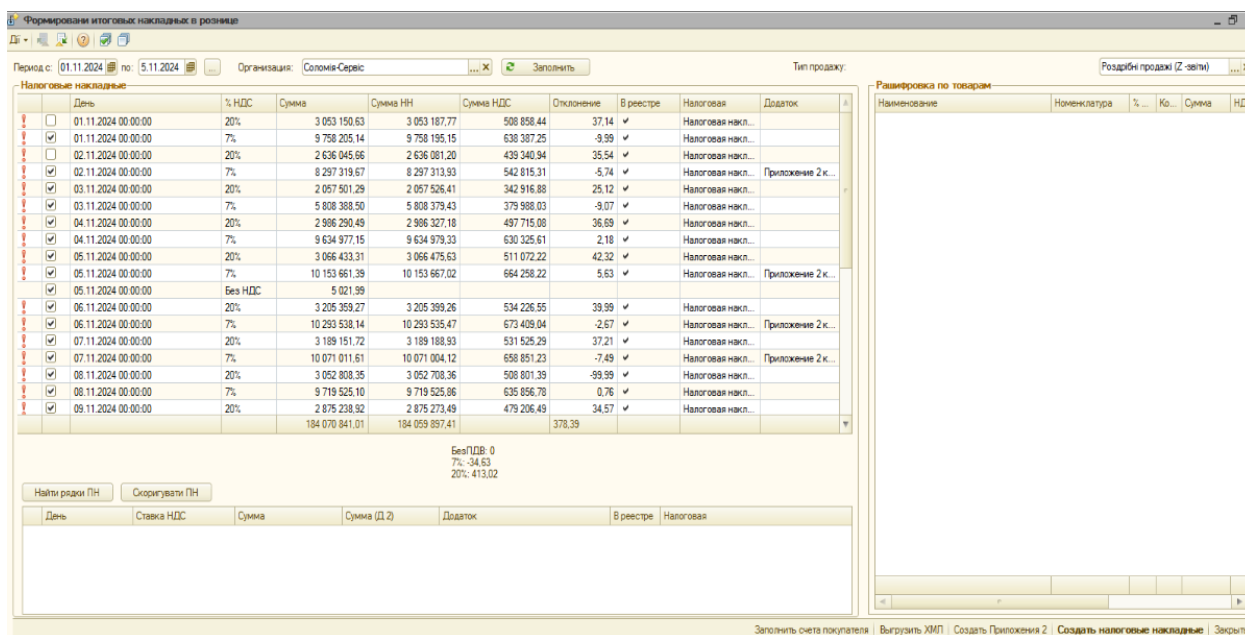 Формировани итоговых накладных в рознице
Дії
Период с: 01.11.2024 по: 5.11.2024 ... Организация: Соломія-Сервіс ... Заполнить Тип продажу: Роздрібні продажі (Z -звіти) ...
Налоговые накладные
День % НДС Сумма Сумма НН Сумма НДС Отклонение В реестре Налоговая Додаток
01.11.2024 00:00:00 20% 3 053 150,63 3 053 187,77 508 858,44 37,14 Налоговая накл...
01.11.2024 00:00:00 7% 9 758 205,14 9 758 195,15 638 387,25 -9,99 Налоговая накл...
02.11.2024 00:00:00 20% 2 636 045,66 2 636 081,20 439 340,94 35,54 Налоговая накл...
02.11.2024 00:00:00 7% 8 297 319,67 8 297 313,93 542 815,31 -5,74 Налоговая накл... Приложение 2 к...
03.11.2024 00:00:00 20% 2 057 501,29 2 057 526,41 342 916,88 25,12 Налоговая накл...
03.11.2024 00:00:00 7% 5 808 388,50 5 808 379,43 379 988,03 -9,07 Налоговая накл...
04.11.2024 00:00:00 20% 2 986 290,49 2 986 327,18 497 715,08 36,69 Налоговая накл...
04.11.2024 00:00:00 7% 9 634 977,15 9 634 979,33 630 325,61 2,18 Налоговая накл...
05.11.2024 00:00:00 20% 3 066 433,31 3 066 475,63 511 072,22 42,32 Налоговая накл...
05.11.2024 00:00:00 7% 10 153 661,39 10 153 667,02 664 258,22 5,63 Налоговая накл... Приложение 2 к...
05.11.2024 00:00:00 Без НДС 5 021,99
06.11.2024 00:00:00 20% 3 205 359,27 3 205 399,26 534 226,55 39,99 Налоговая накл...
06.11.2024 00:00:00 7% 10 293 538,14 10 293 535,47 673 409,04 -2,67 Налоговая накл... Приложение 2 к...
07.11.2024 00:00:00 20% 3 189 151,72 3 189 188,93 531 525,29 37,21 Налоговая накл...
07.11.2024 00:00:00 7% 10 071 011,61 10 071 004,12 658 851,23 -7,49 Налоговая накл... Приложение 2 к...
08.11.2024 00:00:00 20% 3 052 808,35 3 052 708,36 508 801,39 -99,99 Налоговая накл...
08.11.2024 00:00:00 7% 9 719 525,10 9 719 525,86 635 856,78 0,76 Налоговая накл...
09.11.2024 00:00:00 20% 2 875 238,92 2 875 273,49 479 206,49 34,57 Налоговая накл...
184 070 841,01 184 059 897,41 378,39
БезПДВ: 0
7%: -34,63
20%: 413,02
Найти рядки ПН Скоригувати ПН
День Ставка НДС Сумма Сумма (Д 2) Додаток В реестре Налоговая
Рашифровка по товарам
Наименование Номенклатура % ... Ко... Сумма НД
Заполнить счета покупателя Выгрузить ХМЛ Создать Приложения 2 Создать налоговые накладные Закрыть